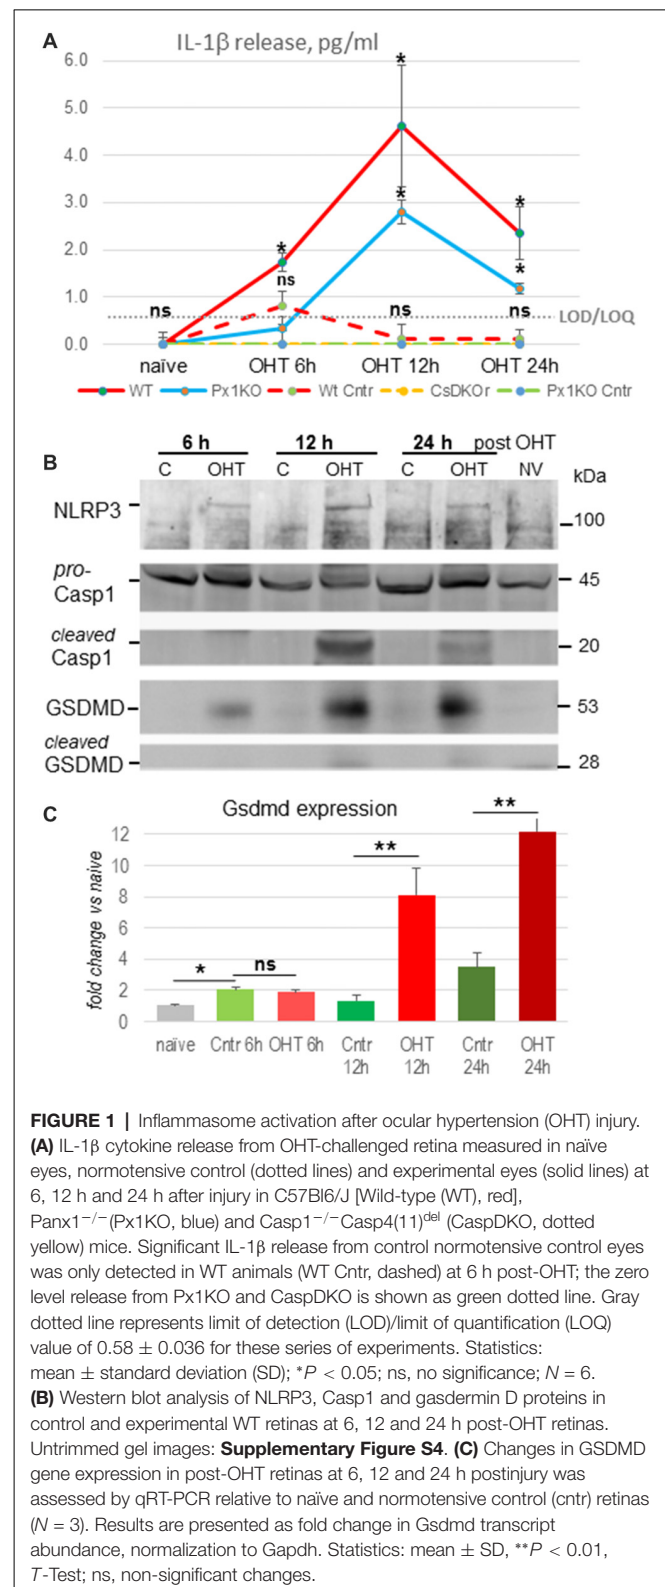 A
IL-1β release, pg/ml
6.0
5.0
4.0
3.0
2.0
1.0
0.0
*
*
*
*
*
ns
ns
ns
ns
LOD/LOQ
naïve OHT 6h OHT 12h OHT 24h
WT Px1KO Wt Cntr CsDKOr Px1KO Cntr
B
6 h 12 h 24 h post OHT
C OHT C OHT C OHT NV kDa
NLRP3
100
pro-
Casp1
45
cleaved
Casp1
20
GSDMD
53
cleaved
GSDMD
28
C
Gsdmd expression
fold change vs naive
12
10
8
6
4
2
0
*
ns
**
**
naïve Cntr 6h OHT 6h Cntr 12h OHT 12h Cntr 24h OHT 24h
FIGURE 1 | Inflammasome activation after ocular hypertension (OHT) injury.
(A) IL-1β cytokine release from OHT-challenged retina measured in naïve
eyes, normotensive control (dotted lines) and experimental eyes (solid lines) at
6, 12 h and 24 h after injury in C57Bl6/J [Wild-type (WT), red],
Panx1−/−(Px1KO, blue) and Casp1−/−Casp4(11)del (CaspDKO, dotted
yellow) mice. Significant IL-1β release from control normotensive control eyes
was only detected in WT animals (WT Cntr, dashed) at 6 h post-OHT; the zero
level release from Px1KO and CaspDKO is shown as green dotted line. Gray
dotted line represents limit of detection (LOD)/limit of quantification (LOQ)
value of 0.58 ± 0.036 for these series of experiments. Statistics:
mean ± standard deviation (SD); *P < 0.05; ns, no significance; N = 6.
(B) Western blot analysis of NLRP3, Casp1 and gasdermin D proteins in
control and experimental WT retinas at 6, 12 and 24 h post-OHT retinas.
Untrimmed gel images: Supplementary Figure S4. (C) Changes in GSDMD
gene expression in post-OHT retinas at 6, 12 and 24 h postinjury was
assessed by qRT-PCR relative to naïve and normotensive control (cntr) retinas
(N = 3). Results are presented as fold change in Gsdmd transcript
abundance, normalization to Gapdh. Statistics: mean ± SD, **P < 0.01,
T-Test; ns, non-significant changes.